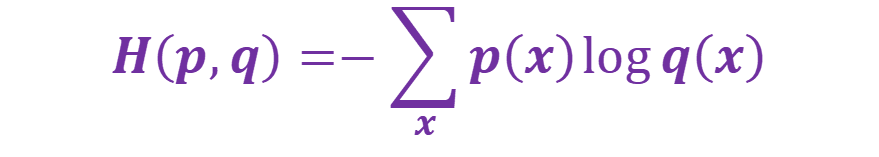 H(p, q) = − ∑ₓ p(x) log q(x)